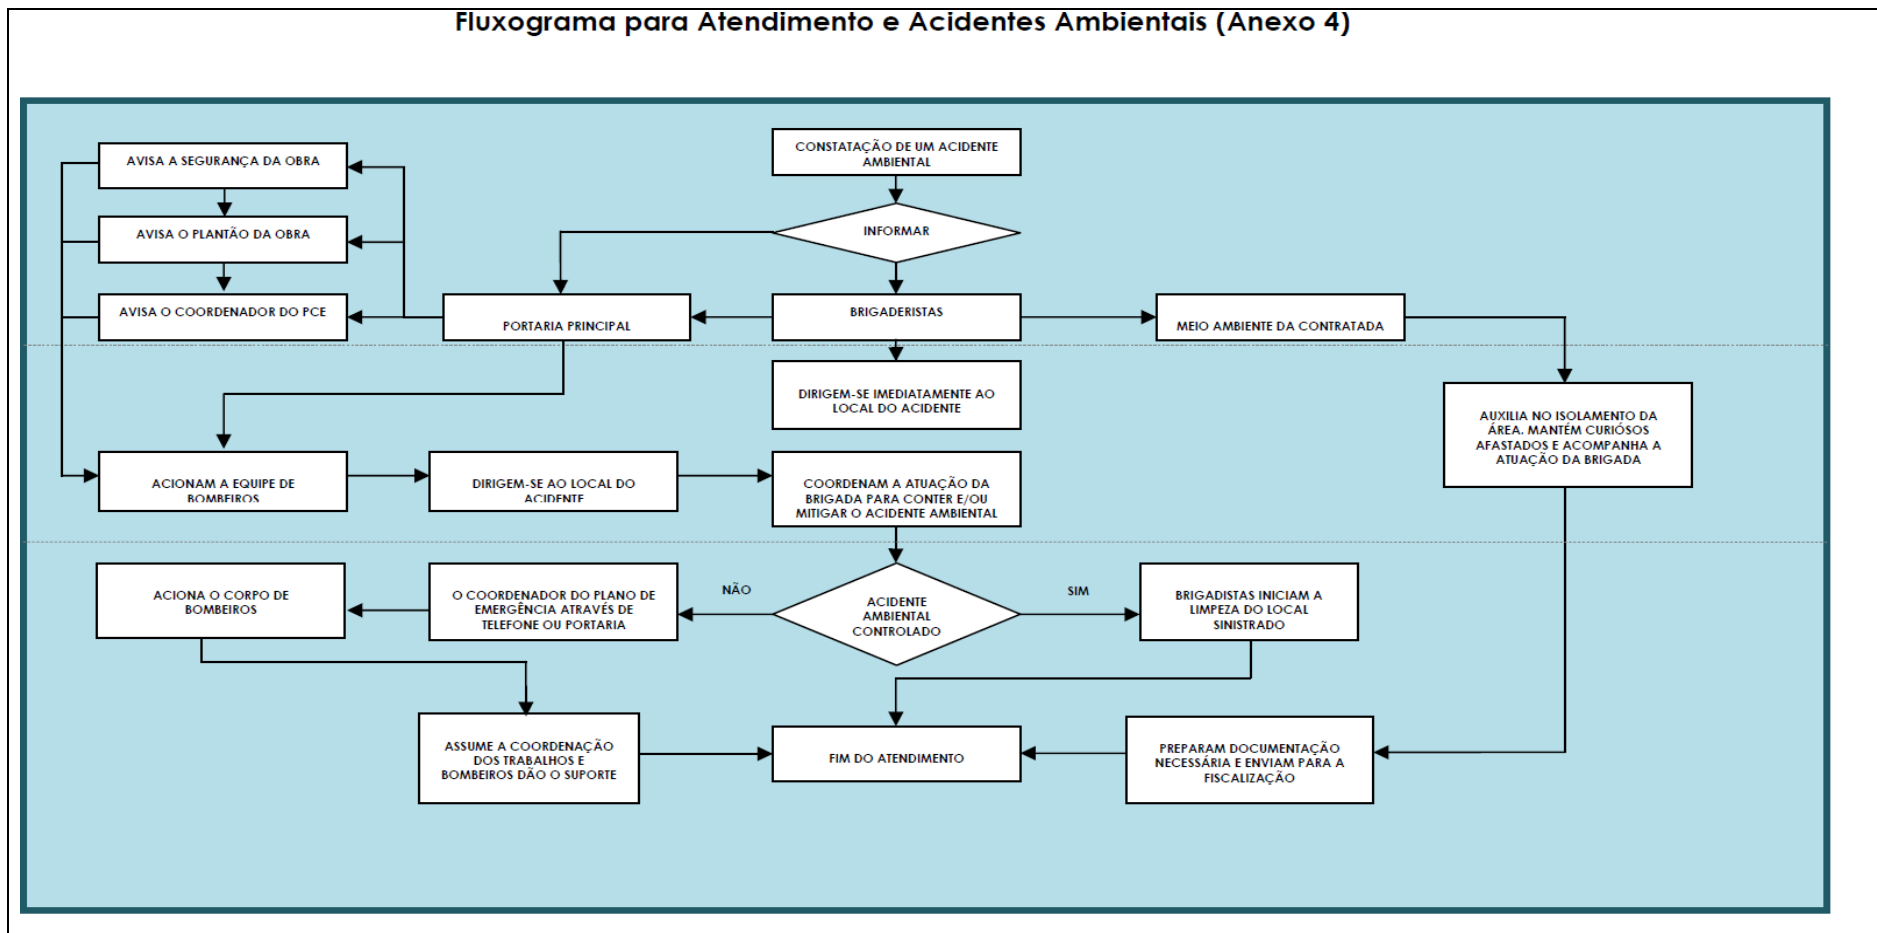 Fluxograma para Atendimento e Acidentes Ambientais (Anexo 4)
AVISA A SEGURANÇA DA OBRA
CONSTATAÇÃO DE UM ACIDENTE
AMBIENTAL
AVISA O PLANTÃO DA OBRA
INFORMAR
AVISA O COORDENADOR DO PCE
PORTARIA PRINCIPAL
BRIGADERISTAS
MEIO AMBIENTE DA CONTRATADA
DIRIGEM-SE IMEDIATAMENTE AO
LOCAL DO ACIDENTE
AUXILIA NO ISOLAMENTO DA
ÁREA. MANTÉM CURIÓSOS
AFASTADOS E ACOMPANHA A
ATUAÇÃO DA BRIGADA
ACIONAM A EQUIPE DE
BOMBEIROS
DIRIGEM-SE AO LOCAL DO
ACIDENTE
COORDENAM A ATUAÇÃO DA
BRIGADA PARA CONTER E/OU
MITIGAR O ACIDENTE AMBIENTAL
ACIONA O CORPO DE
BOMBEIROS
O COORDENADOR DO PLANO DE
EMERGÊNCIA ATRAVÉS DE
TELEFONE OU PORTARIA
NÃO
ACIDENTE
AMBIENTAL
CONTROLADO
SIM
BRIGADISTAS INICIAM A
LIMPEZA DO LOCAL
SINISTRADO
ASSUME A COORDENAÇÃO
DOS TRABALHOS E
BOMBEIROS DÃO O SUPORTE
FIM DO ATENDIMENTO
PREPARAM DOCUMENTAÇÃO
NECESSÁRIA E ENVIAM PARA A
FISCALIZAÇÃO